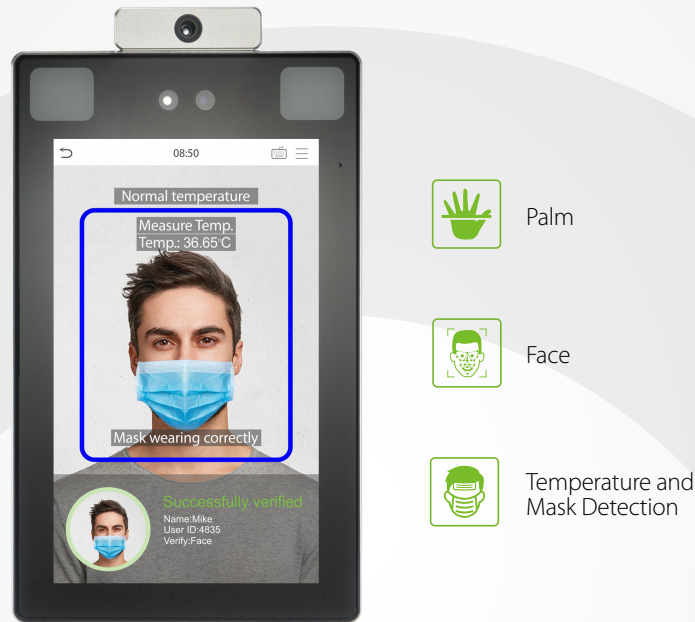 08:50
Normal temperature
Measure Temp.
Temp.: 36.65°C
Mask wearing correctly
Successfully verified
Name:Mike
User ID:4835
Verify:Face
Palm
Face
Temperature and
Mask Detection